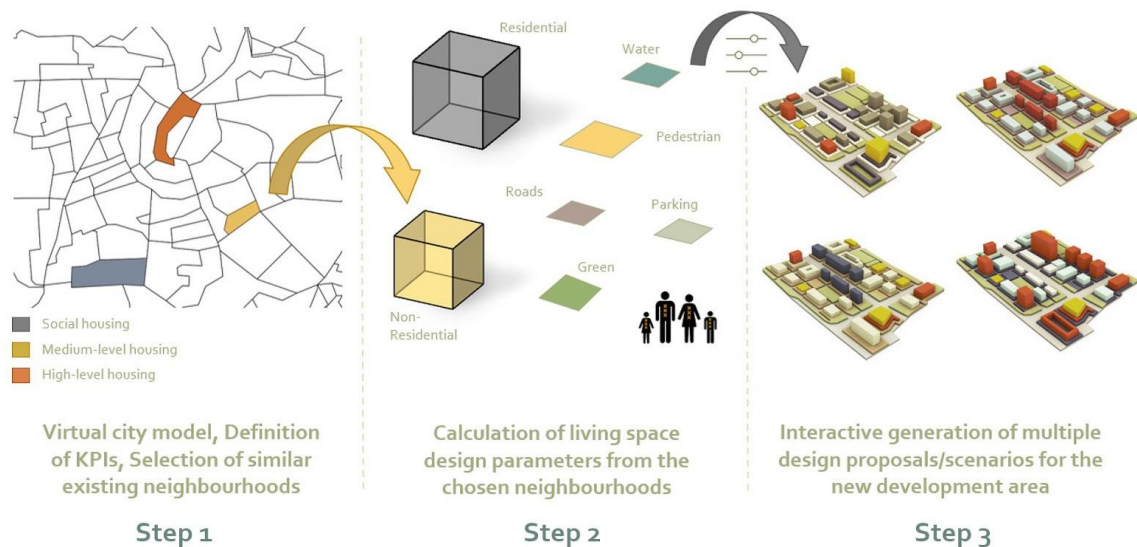 Social housing
Medium-level housing
High-level housing
Virtual city model, Definition
of KPIs, Selection of similar
existing neighbourhoods
Step 1
Residential
Water
Pedestrian
Roads
Parking
Green
Non-
Residential
Calculation of living space
design parameters from the
chosen neighbourhoods
Step 2
Interactive generation of multiple
design proposals/scenarios for the
new development area
Step 3